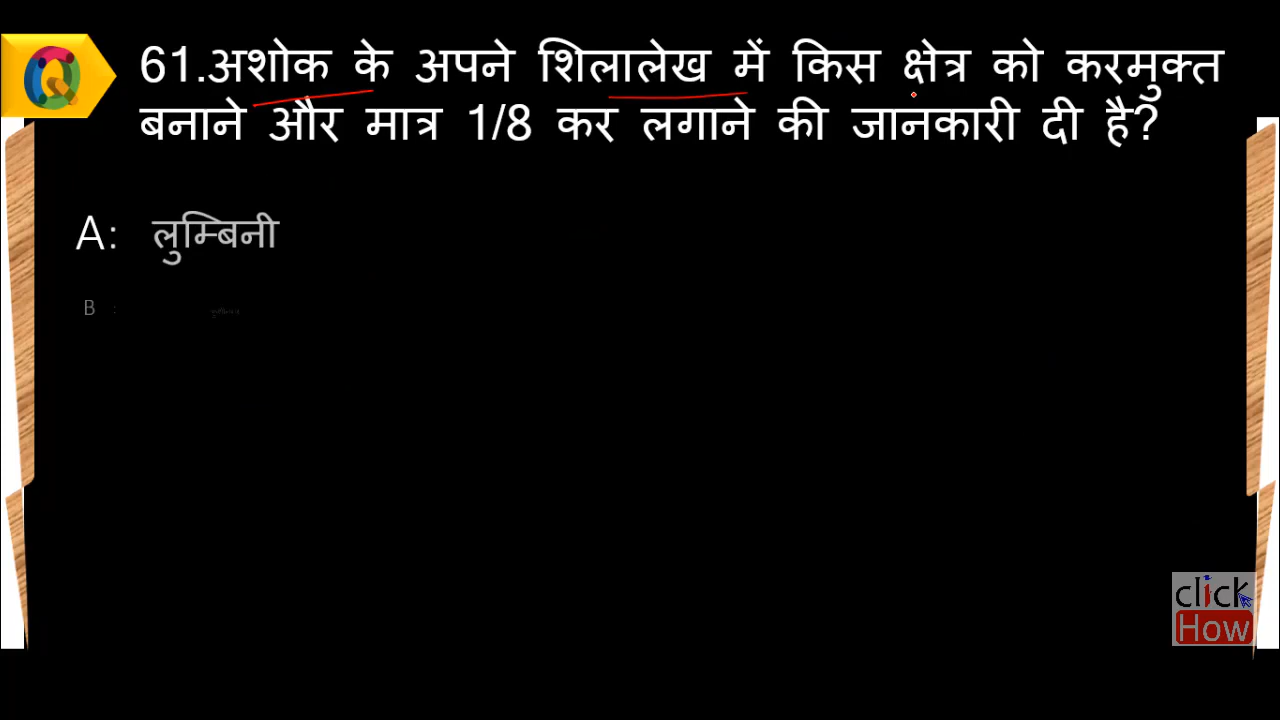 61.अशोक के अपने शिलालेख में किस क्षेत्र को करमुक्त
बनाने और मात्र 1/8 कर लगाने की जानकारी दी है?
A: लुम्बिनी
B :
click
How